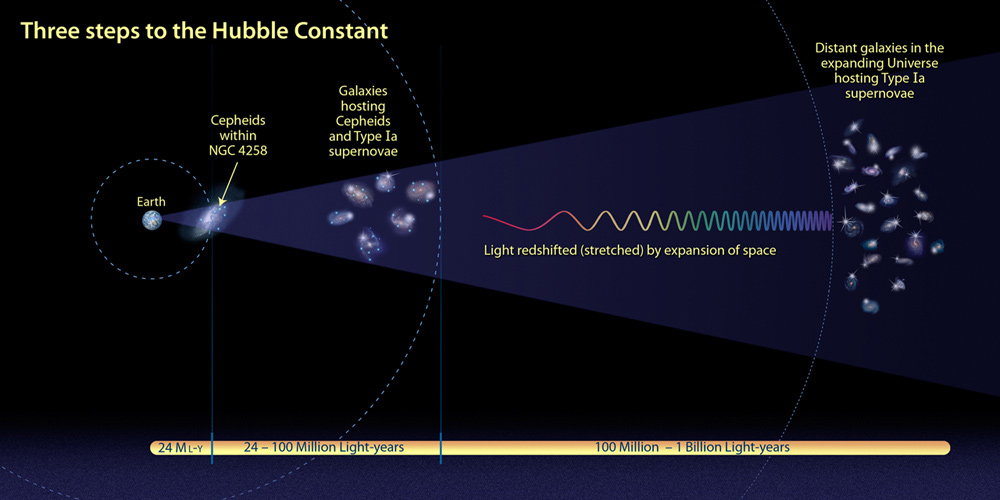 Three steps to the Hubble Constant
Distant galaxies in the
expanding Universe
hosting Type Ia
supernovae
Galaxies
hosting
Cepheids
and Type Ia
supernovae
Cepheids
within
NGC 4258
Earth
Light redshifted (stretched) by expansion of space
24 M L-Y
24 – 100 Million Light-years
100 Million – 1 Billion Light-years